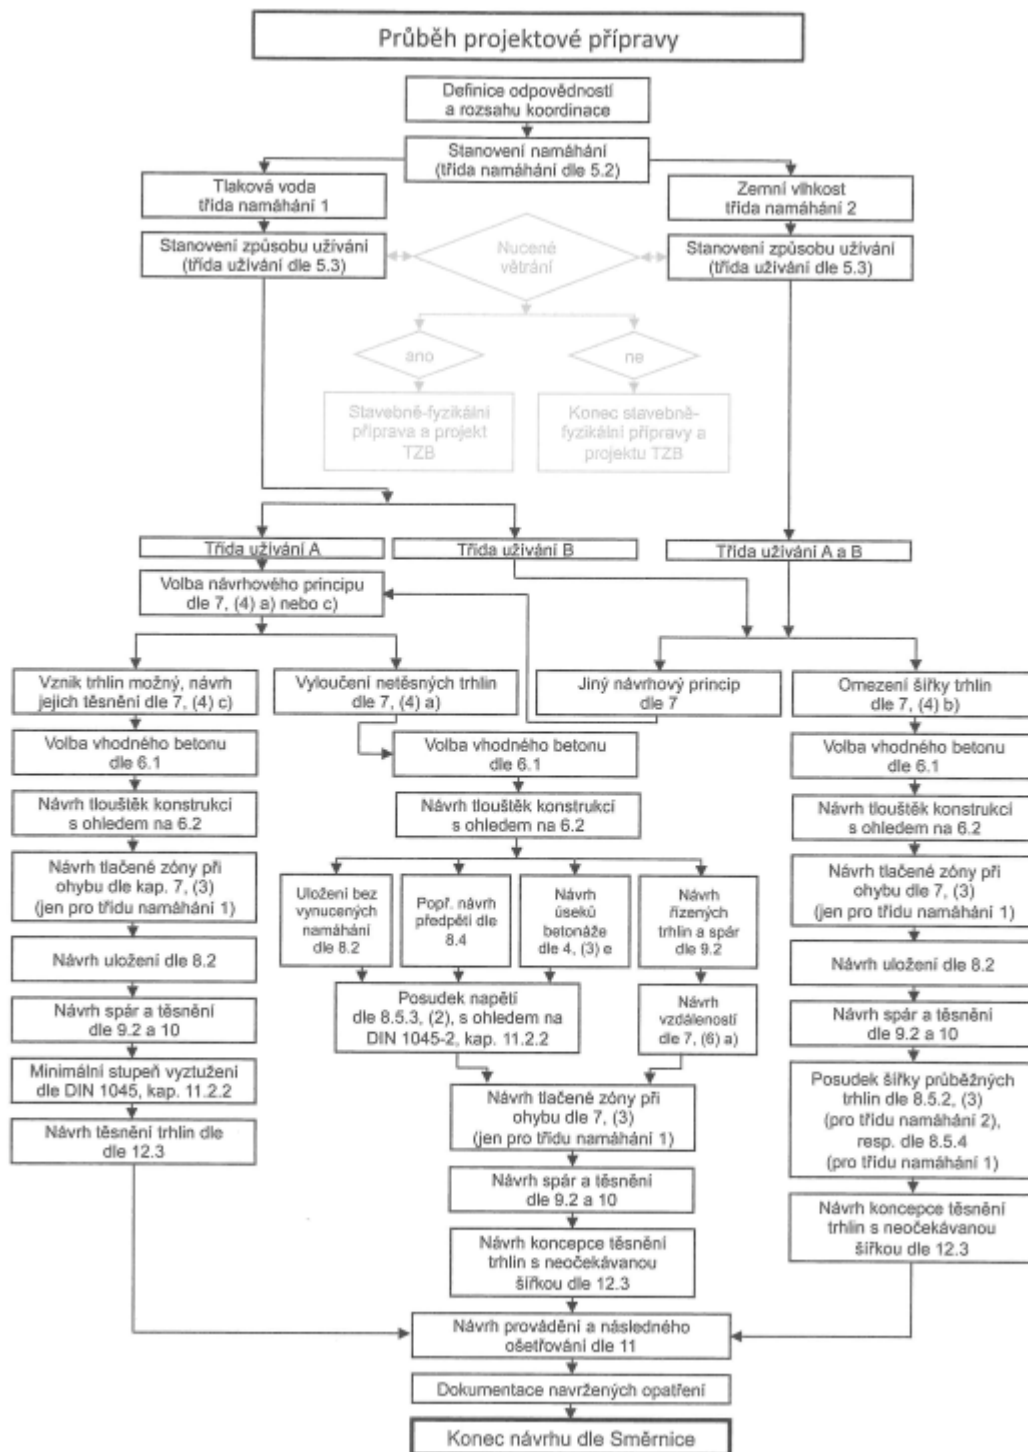 Průběh projektové přípravy
Definice odpovědností
a rozsahu koordinace
Stanovení namáhání
(třída namáhání dle 5.2)
Tlaková voda
třída namáhání 1
Zemní vlhkost
třída namáhání 2
Stanovení způsobu užívání
(třída užívání dle 5.3)
Nucené
větrání
Stanovení způsobu užívání
(třída užívání dle 5.3)
ano
ne
Stavebně-fyzikální
příprava a projekt
TZB
Konec stavebně-
fyzikální přípravy a
projektu TZB
Třída užívání A
Třída užívání B
Třída užívání A a B
Volba návrhového principu
dle 7, (4) a) nebo c)
Vznik trhlin možný, návrh
jejich těsnění dle 7, (4) c)
Vyloučení netěsných trhlin
dle 7, (4) a)
Jiný návrhový princip
dle 7
Omezení šířky trhlin
dle 7, (4) b)
Volba vhodného betonu
dle 6.1
Volba vhodného betonu
dle 6.1
Volba vhodného betonu
dle 6.1
Návrh tlouštěk konstrukcí
s ohledem na 6.2
Návrh tlouštěk konstrukcí
s ohledem na 6.2
Návrh tlouštěk konstrukcí
s ohledem na 6.2
Návrh tlačené zóny při
ohybu dle kap. 7, (3)
(jen pro třídu namáhání 1)
Uložení bez
vynucených
namáhání
dle 8.2
Popř. návrh
předpětí dle
8.4
Návrh
úseků
betonáže
dle 4, (3) e
Návrh
řízených
trhlin a spár
dle 9.2
Návrh tlačené zóny při
ohybu dle 7, (3)
(jen pro třídu namáhání 1)
Návrh uložení dle 8.2
Návrh uložení dle 8.2
Návrh spár a těsnění
dle 9.2 a 10
Posudek napětí
dle 8.5.3, (2), s ohledem na
DIN 1045-2, kap. 11.2.2
Návrh
vzdáleností
dle 7, (6) a)
Návrh spár a těsnění
dle 9.2 a 10
Minimální stupeň vyztužení
dle DIN 1045, kap. 11.2.2
Návrh tlačené zóny při
ohybu dle 7, (3)
(jen pro třídu namáhání 1)
Posudek šířky průběžných
trhlin dle 8.5.2, (3)
(pro třídu namáhání 2),
resp. dle 8.5.4
(pro třídu namáhání 1)
Návrh těsnění trhlin dle
dle 12.3
Návrh spár a těsnění
dle 9.2 a 10
Návrh koncepce těsnění
trhlin s neočekávanou
šířkou dle 12.3
Návrh koncepce těsnění
trhlin s neočekávanou
šířkou dle 12.3
Návrh provádění a následného
ošetřování dle 11
Dokumentace navržených opatření
Konec návrhu dle Směrnice